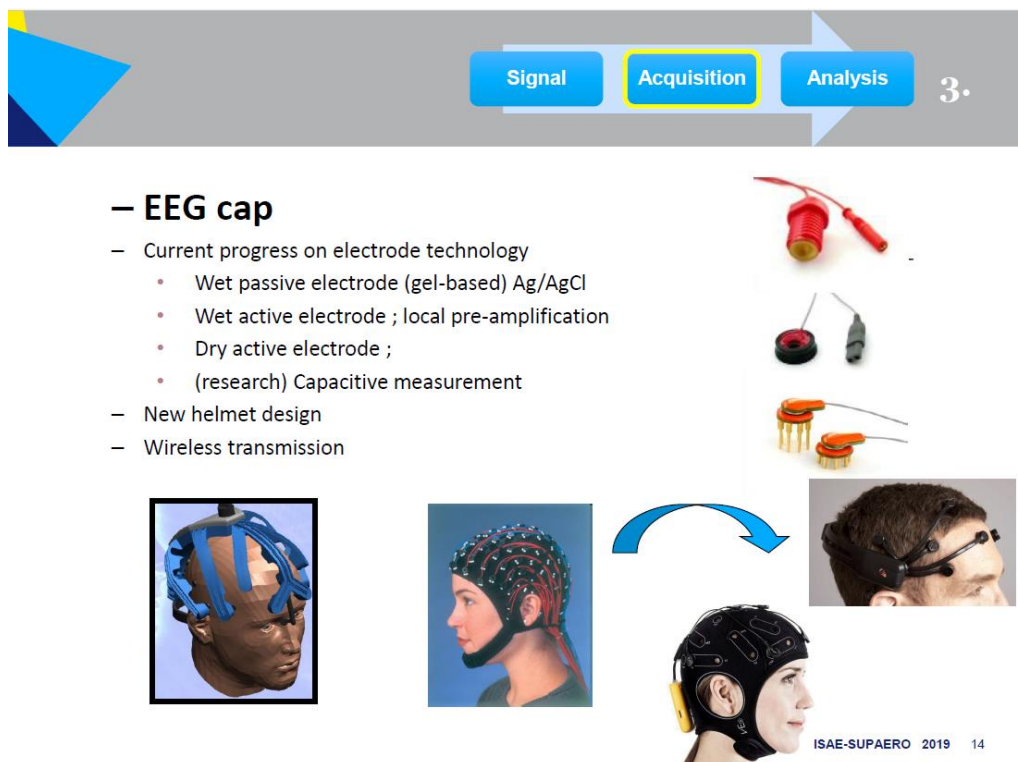 Signal
Acquisition
Analysis
3.
– EEG cap
– Current progress on electrode technology
• Wet passive electrode (gel-based) Ag/AgCl
• Wet active electrode ; local pre-amplification
• Dry active electrode ;
• (research) Capacitive measurement
– New helmet design
– Wireless transmission
-
ISAE-SUPAERO 2019 14